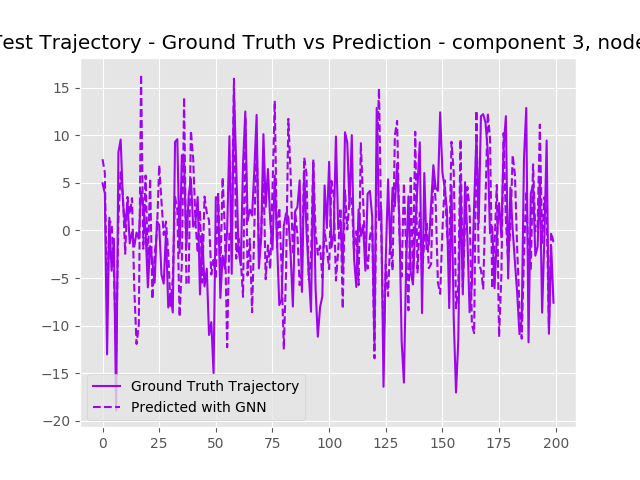 Test Trajectory - Ground Truth vs Prediction - component 3, node
15
10
5
0
−5
−10
−15
−20
Ground Truth Trajectory
Predicted with GNN
0 25 50 75 100 125 150 175 200